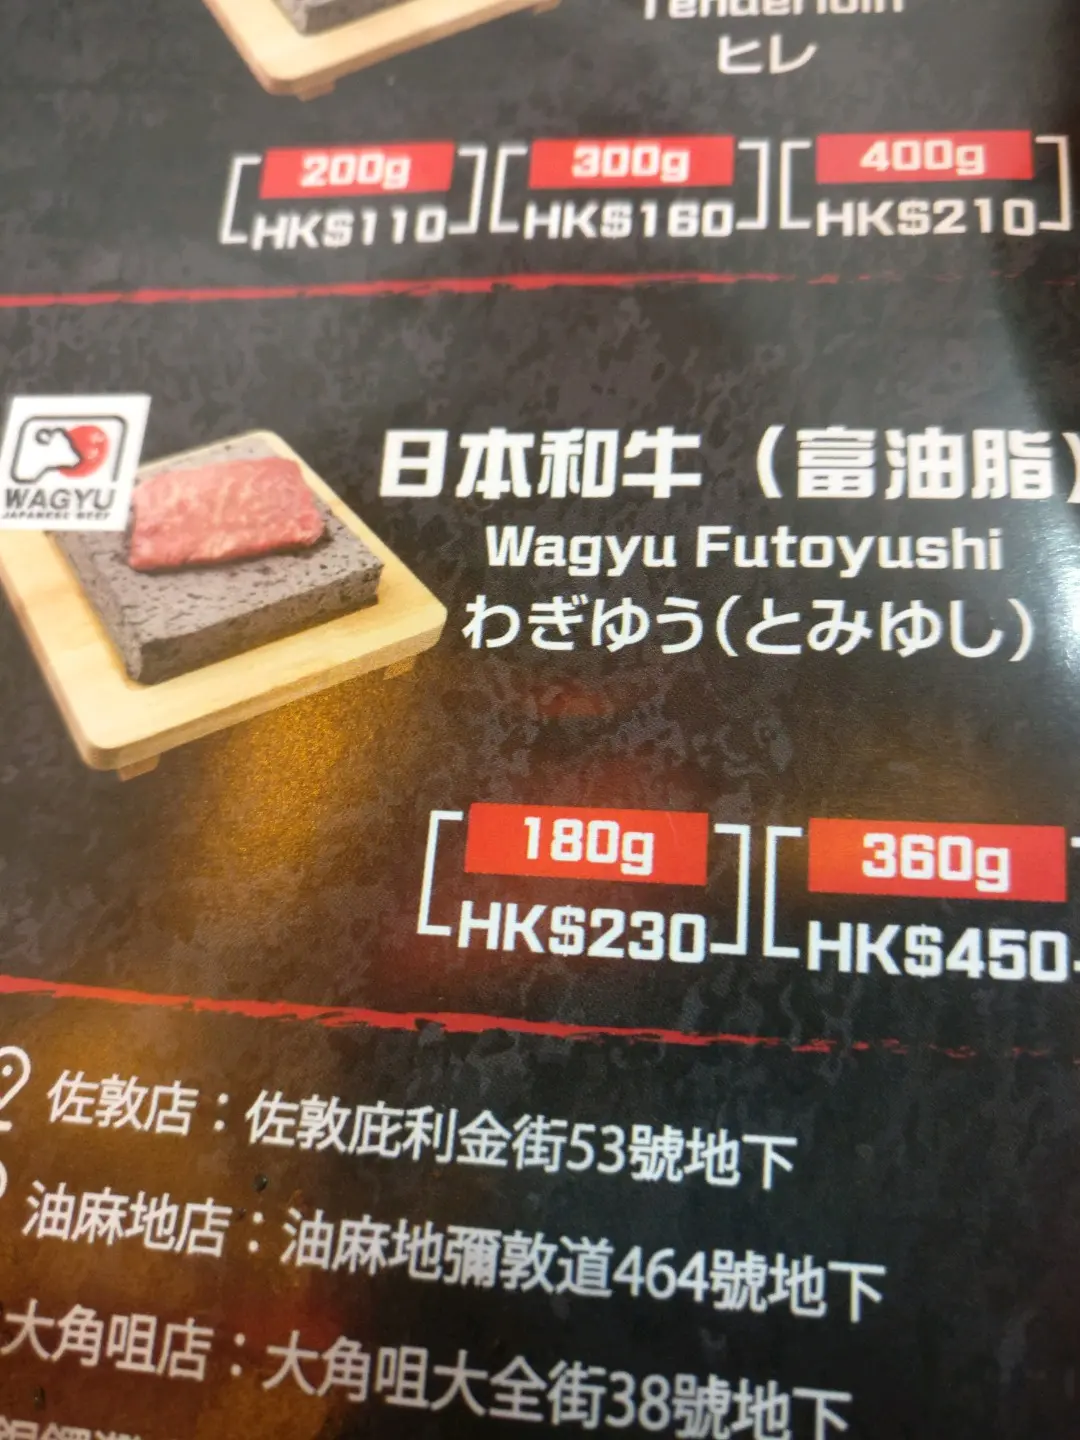 Tenderloin
ヒレ
200g 300g 400g
HK$110 HK$160 HK$210
WAGYU
JAPANESE BEEF
日本和牛（富油脂）
Wagyu Futoyushi
わぎゆう(とみゆし)
180g 360g
HK$230 HK$450
佐敦店：佐敦庇利金街53號地下
油麻地店：油麻地彌敦道464號地下
大角咀店：大角咀大全街38號地下